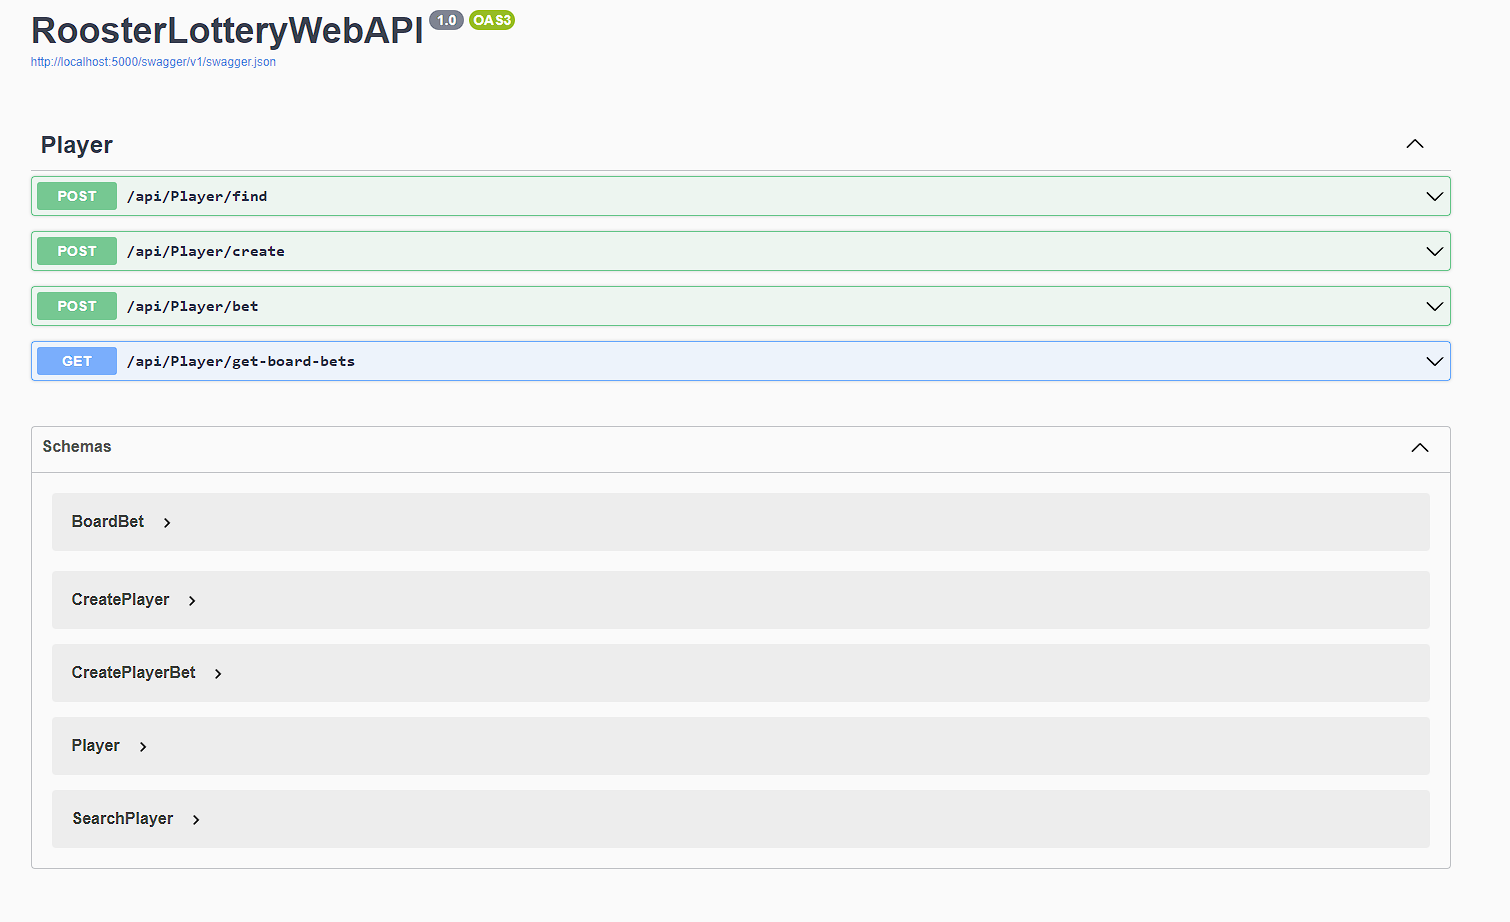 RoosterLotteryWebAPI 1.0 OAS3
http://localhost:5000/swagger/v1/swagger.json
Player
POST /api/Player/find
POST /api/Player/create
POST /api/Player/bet
GET /api/Player/get-board-bets
Schemas
BoardBet
CreatePlayer
CreatePlayerBet
Player
SearchPlayer